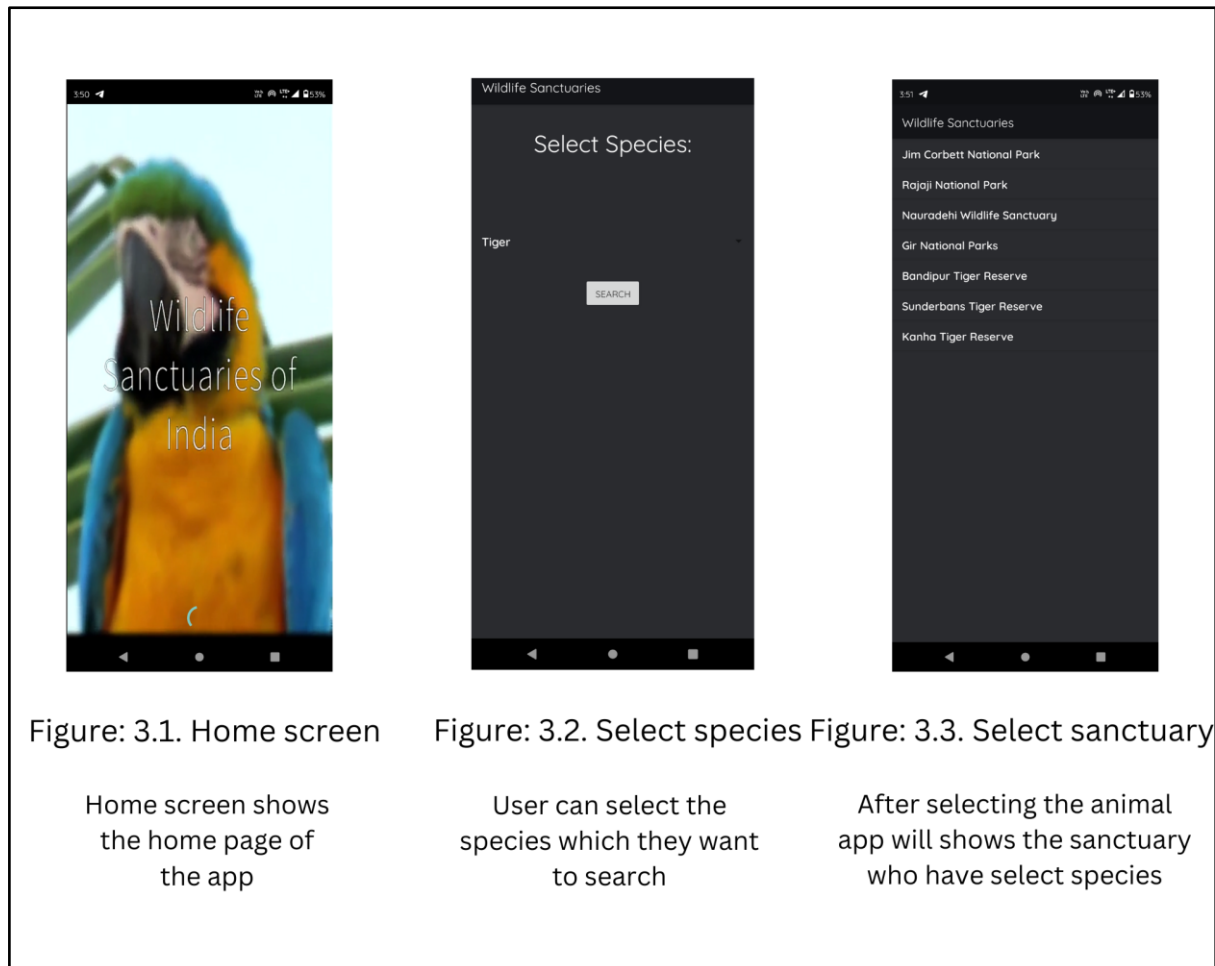 3:50
53%
Wildlife
Sanctuaries of
India
Wildlife Sanctuaries
Select Species:
Tiger
SEARCH
3:51
53%
Wildlife Sanctuaries
Jim Corbett National Park
Rajaji National Park
Nauradehi Wildlife Sanctuary
Gir National Parks
Bandipur Tiger Reserve
Sunderbans Tiger Reserve
Kanha Tiger Reserve
Figure: 3.1. Home screen
Figure: 3.2. Select species
Figure: 3.3. Select sanctuary
Home screen shows
the home page of
the app
User can select the
species which they want
to search
After selecting the animal
app will shows the sanctuary
who have select species